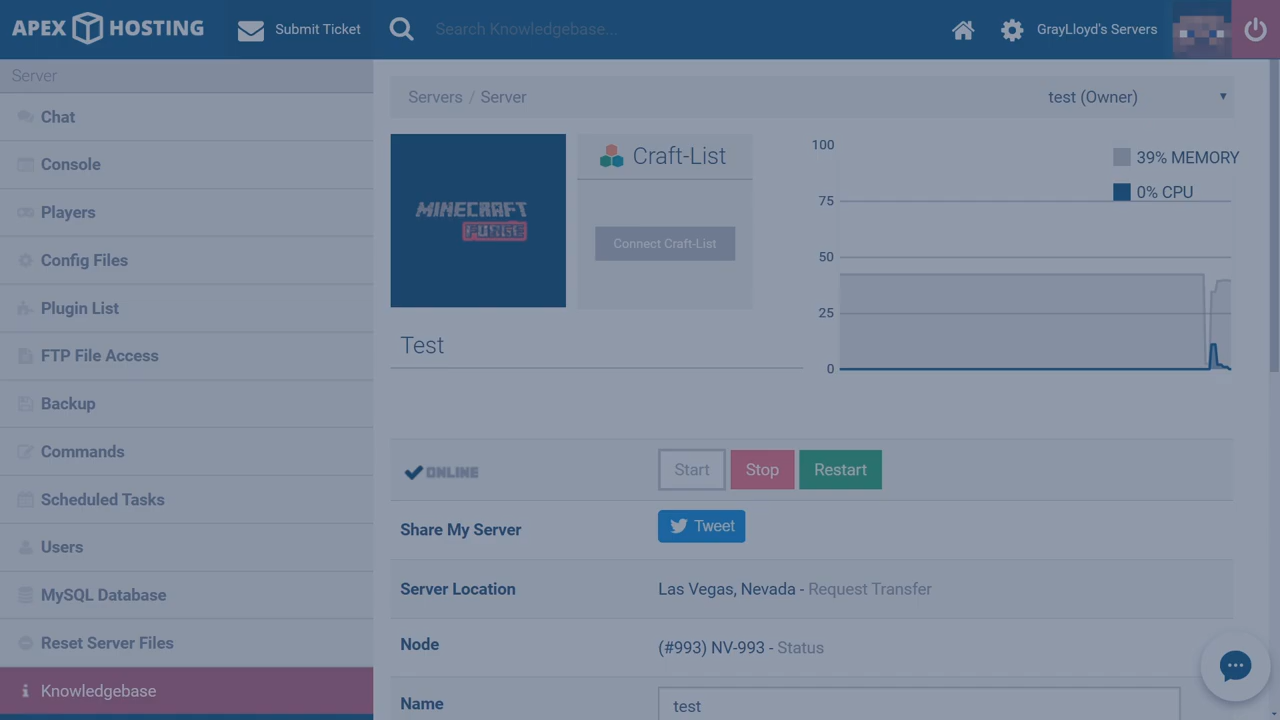 APEX HOSTING
Submit Ticket
Search Knowledgebase...
GrayLloyd's Servers
Server
Chat
Console
Players
Config Files
Plugin List
FTP File Access
Backup
Commands
Scheduled Tasks
Users
MySQL Database
Reset Server Files
Knowledgebase
Servers / Server
test (Owner)
MINECRAFT
FORGE
Craft-List
Connect Craft-List
100
75
50
25
0
39% MEMORY
0% CPU
Test
ONLINE
Start
Stop
Restart
Share My Server
Tweet
Server Location
Las Vegas, Nevada - Request Transfer
Node
(#993) NV-993 - Status
Name
test